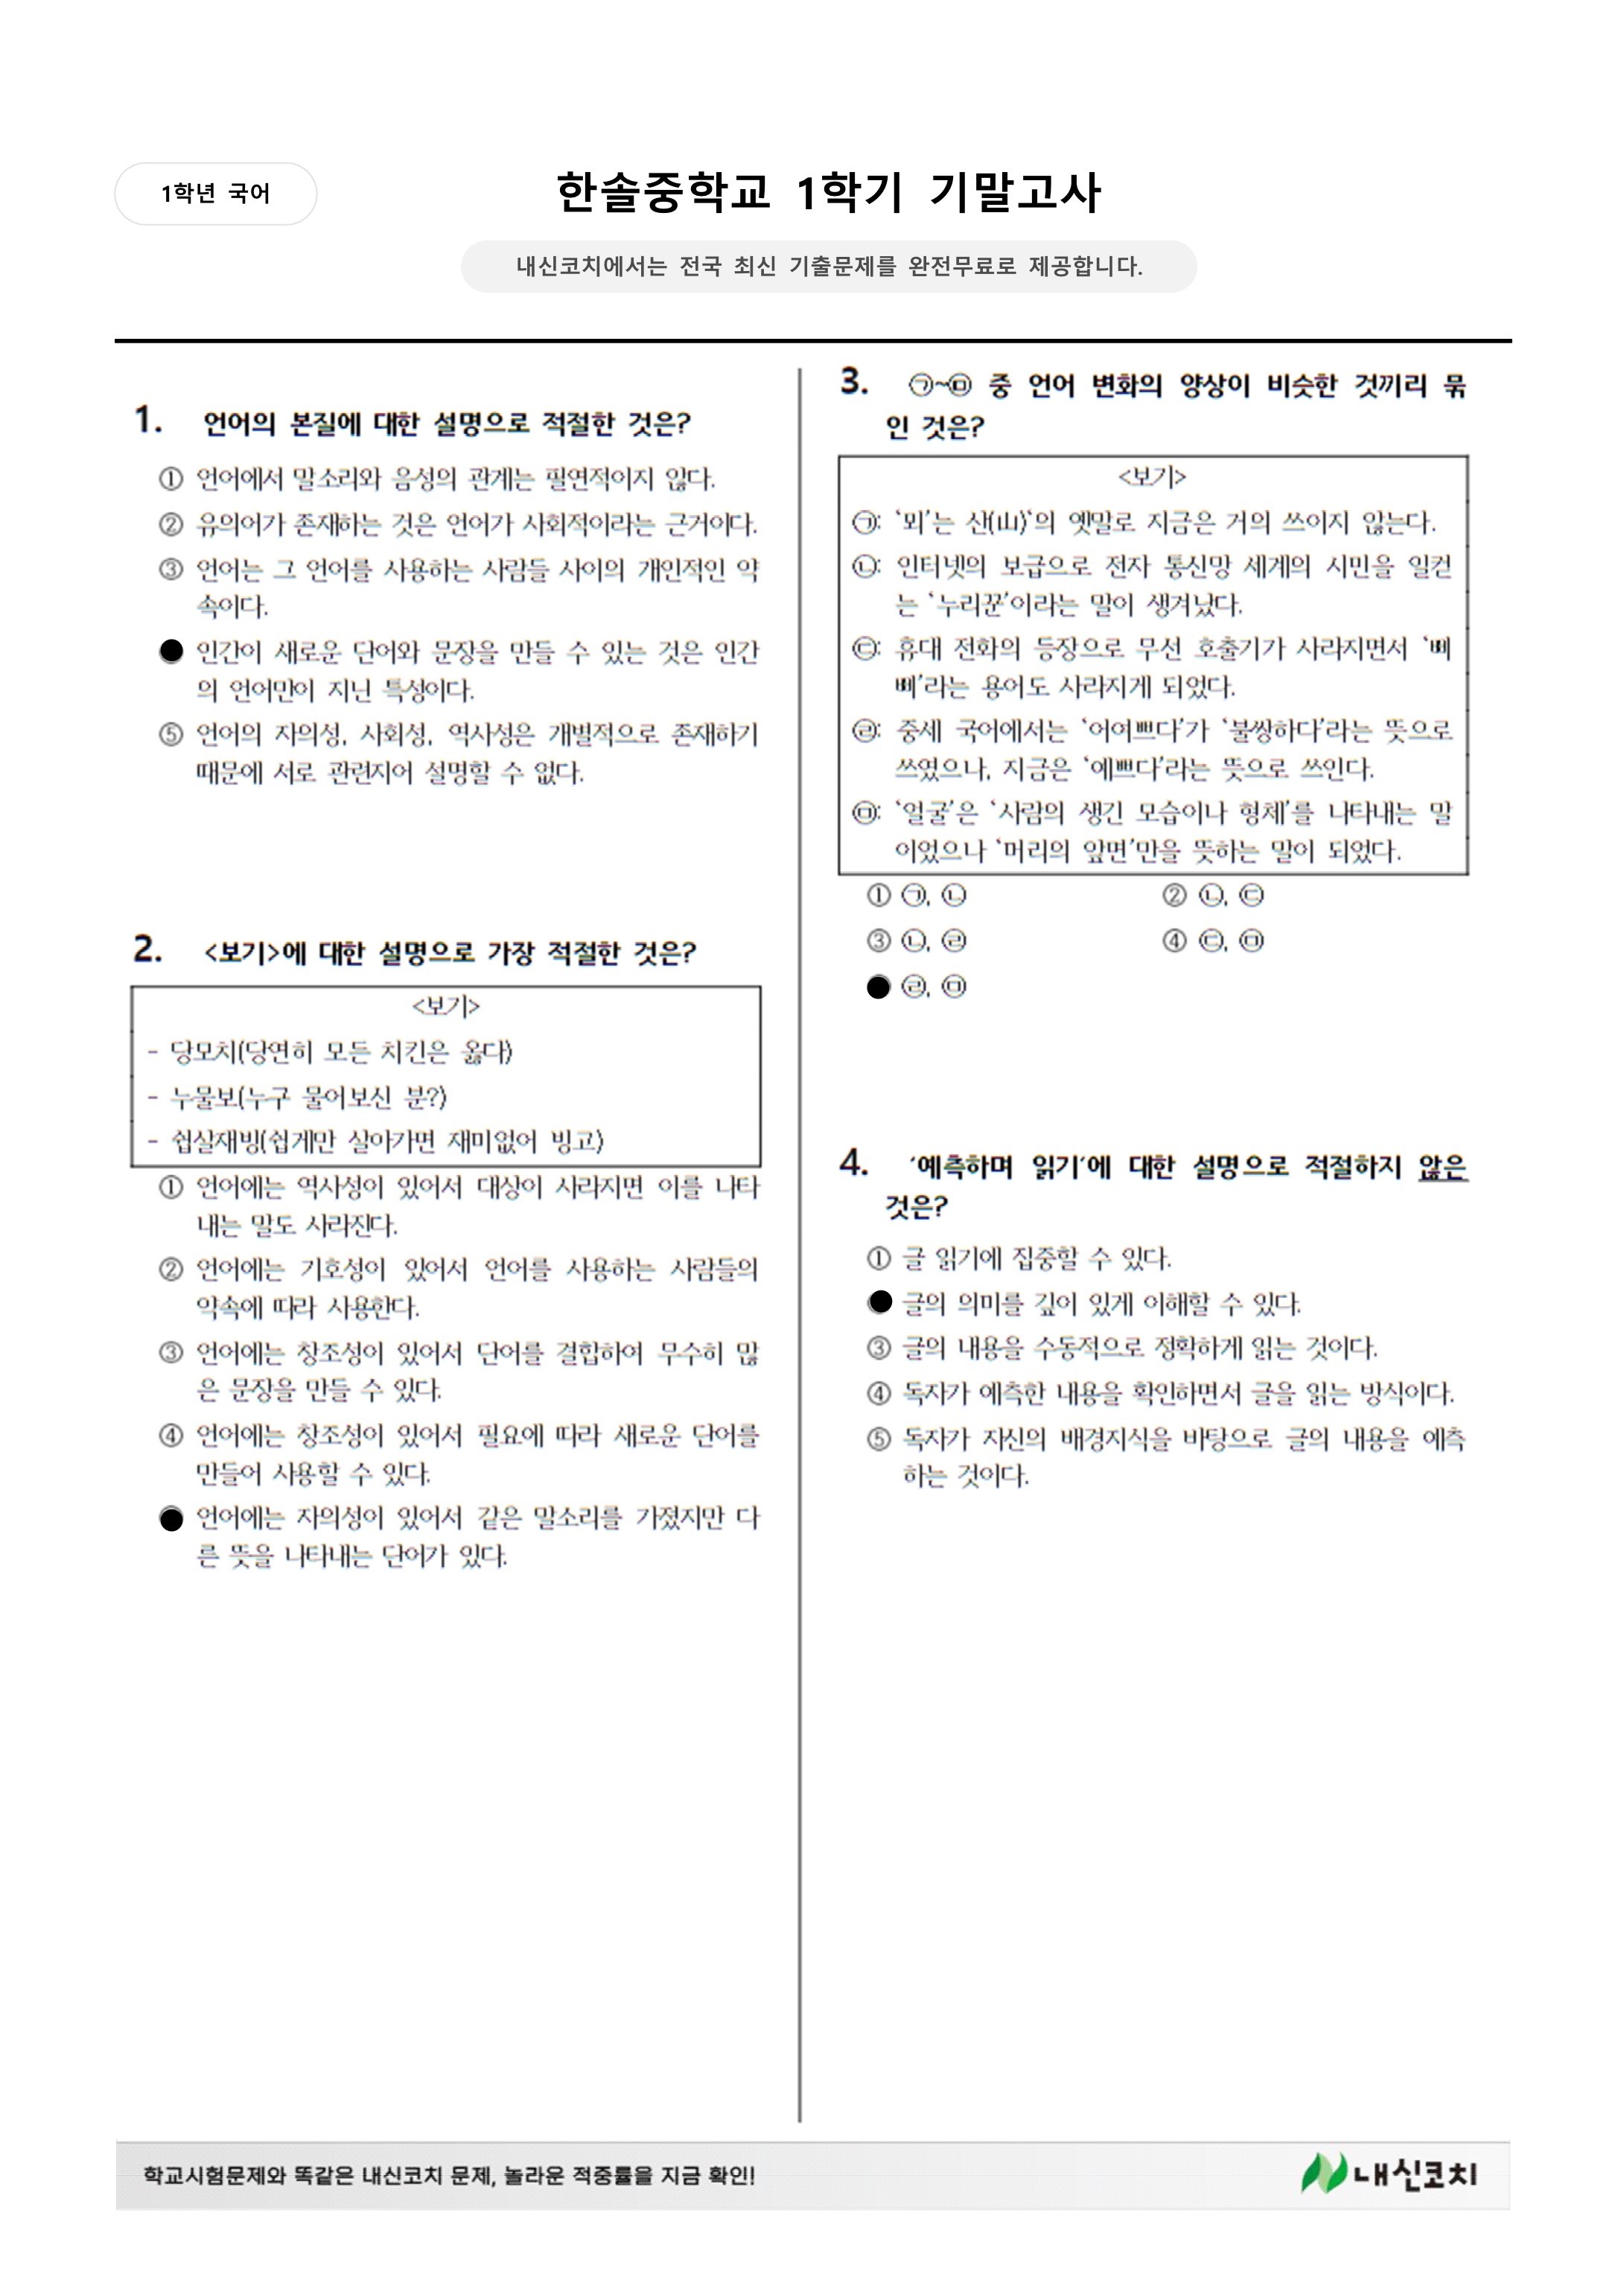 1학년 국어
한솔중학교 1학기 기말고사
내신코치에서는 전국 최신 기출문제를 완전무료로 제공합니다.
1. 언어의 본질에 대한 설명으로 적절한 것은?
① 언어에서 말소리와 음성의 관계는 필연적이지 않다.
② 유의어가 존재하는 것은 언어가 사회적이라는 근거이다.
③ 언어는 그 언어를 사용하는 사람들 사이의 개인적인 약
속이다.
● 인간이 새로운 단어와 문장을 만들 수 있는 것은 인간
의 언어만이 지닌 특성이다.
⑤ 언어의 자의성, 사회성, 역사성은 개별적으로 존재하기
때문에 서로 관련지어 설명할 수 없다.
2. <보기>에 대한 설명으로 가장 적절한 것은?
<보기>
- 당모치(당연히 모든 치킨은 옳다)
- 누물보(누구 물어보신 분?)
- 쉽살재빙(쉽게만 살아가면 재미없어 빙고)
① 언어에는 역사성이 있어서 대상이 사라지면 이를 나타
내는 말도 사라진다.
② 언어에는 기호성이 있어서 언어를 사용하는 사람들의
약속에 따라 사용한다.
③ 언어에는 창조성이 있어서 단어를 결합하여 무수히 많
은 문장을 만들 수 있다.
④ 언어에는 창조성이 있어서 필요에 따라 새로운 단어를
만들어 사용할 수 있다.
● 언어에는 자의성이 있어서 같은 말소리를 가졌지만 다
른 뜻을 나타내는 단어가 있다.
3. ㉠~㉤ 중 언어 변화의 양상이 비슷한 것끼리 묶
인 것은?
<보기>
㉠: ‘뫼’는 산(山)‘의 옛말로 지금은 거의 쓰이지 않는다.
㉡: 인터넷의 보급으로 전자 통신망 세계의 시민을 일컫
는 ‘누리꾼’이라는 말이 생겨났다.
㉢: 휴대 전화의 등장으로 무선 호출기가 사라지면서 ‘삐
삐’라는 용어도 사라지게 되었다.
㉣: 중세 국어에서는 ‘어여쁘다’가 ‘불쌍하다’라는 뜻으로
쓰였으나, 지금은 ‘예쁘다’라는 뜻으로 쓰인다.
㉤: ‘얼굴’은 ‘사람의 생긴 모습이나 형체’를 나타내는 말
이었으나 ‘머리의 앞면’만을 뜻하는 말이 되었다.
① ㉠, ㉡ ② ㉡, ㉢
③ ㉡, ㉣ ④ ㉢, ㉤
● ㉣, ㉤
4. ‘예측하며 읽기’에 대한 설명으로 적절하지 않은
것은?
① 글 읽기에 집중할 수 있다.
● 글의 의미를 깊이 있게 이해할 수 있다.
③ 글의 내용을 수동적으로 정확하게 읽는 것이다.
④ 독자가 예측한 내용을 확인하면서 글을 읽는 방식이다.
⑤ 독자가 자신의 배경지식을 바탕으로 글의 내용을 예측
하는 것이다.
학교시험문제와 똑같은 내신코치 문제, 놀라운 적중률을 지금 확인!
내신코치